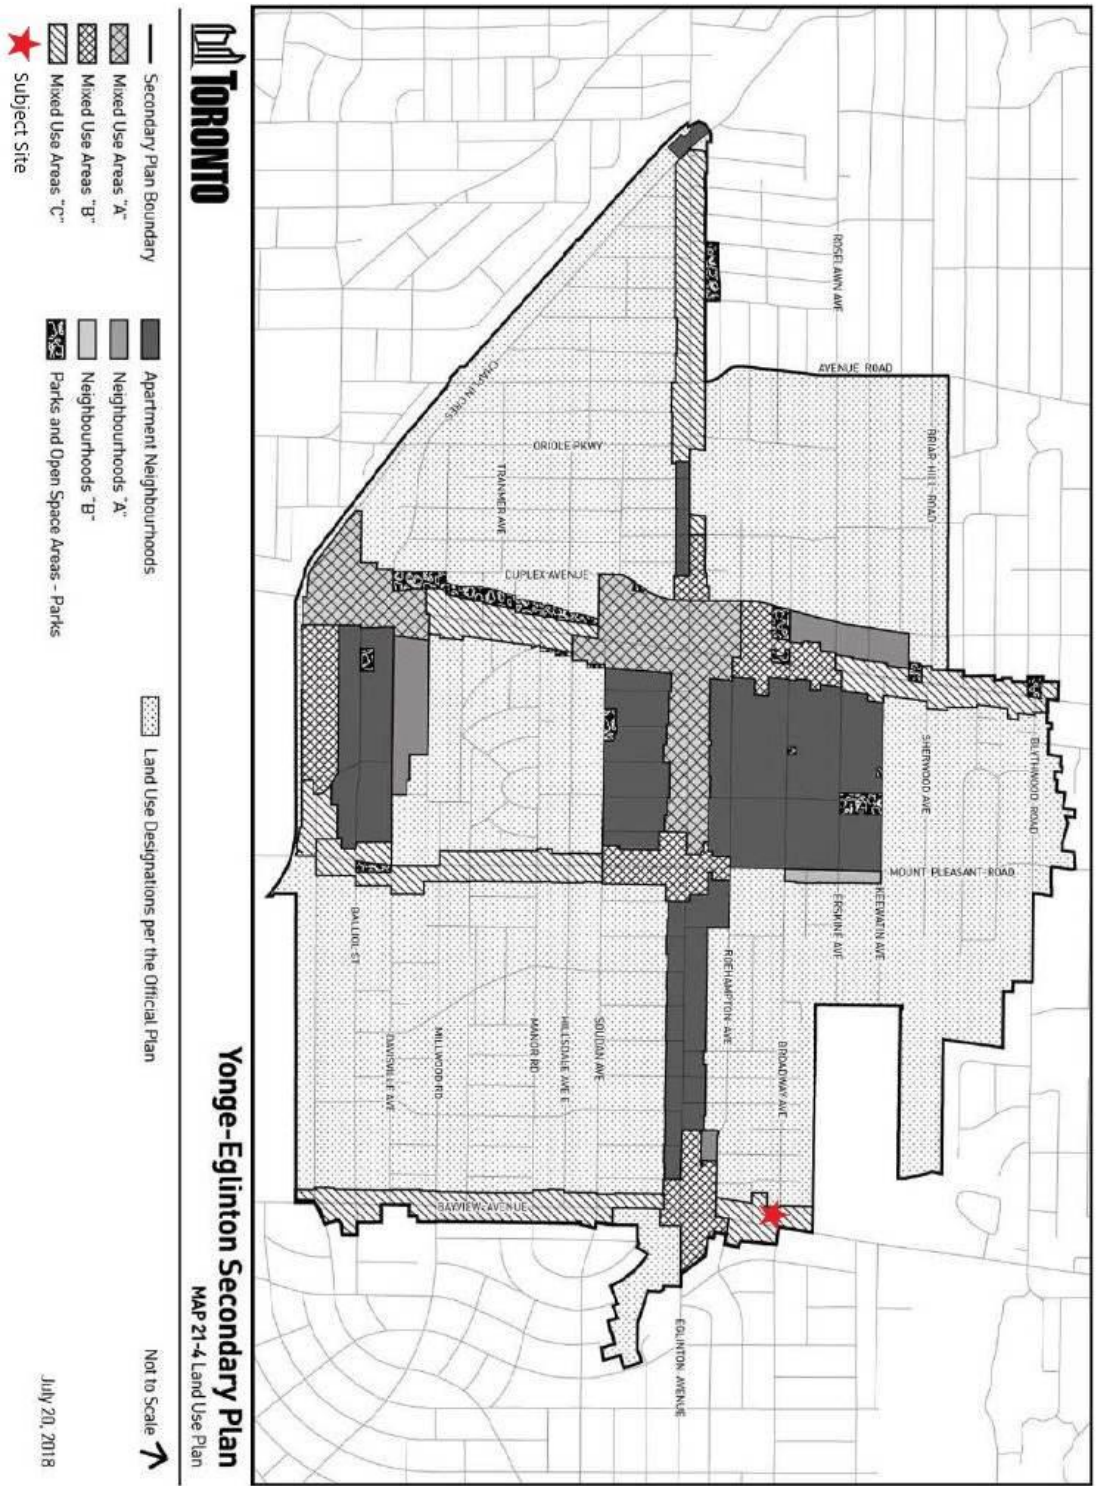 ROSELAWN AVE
AVENUE ROAD
BRIAR HILL ROAD
CHAPLIN CRES
ORIOLE PKWY
TRANMER AVE
DUPLEX AVENUE
SHERWOOD AVE
BLYTHWOOD ROAD
MOUNT PLEASANT ROAD
KEEWATIN AVE
ERSKINE AVE
BALLIOL ST
ROEHAMPTON AVE
DAVISVILLE AVE
MILLWOOD RD
MANOR RD
HILLSDALE AVE E
SOUDAN AVE
BROADWAY AVE
BAYVIEW AVENUE
EGLINTON AVENUE
TORONTO
Yonge-Eglinton Secondary Plan
MAP 21-4 Land Use Plan
Secondary Plan Boundary
Mixed Use Areas "A"
Mixed Use Areas "B"
Mixed Use Areas "C"
Subject Site
Apartment Neighbourhoods
Neighbourhoods "A"
Neighbourhoods "B"
Parks and Open Space Areas - Parks
Land Use Designations per the Official Plan
Not to Scale
July 20, 2018